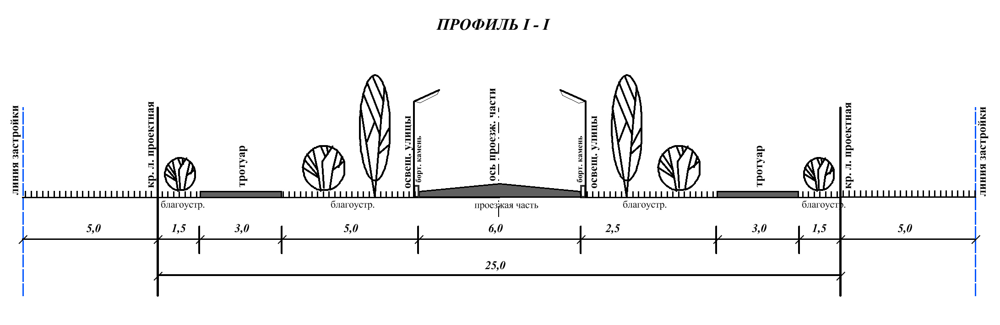 ПРОФИЛЬ I - I
линия застройки
кр. л. проектная
тротуар
освещ. улицы
борт. камень
ось проезж. части
борт. камень
освещ. улицы
тротуар
кр. л. проектная
линия застройки
благоустр.
благоустр.
проезжая часть
благоустр.
благоустр.
5,0
1,5
3,0
5,0
6,0
2,5
3,0
1,5
5,0
25,0